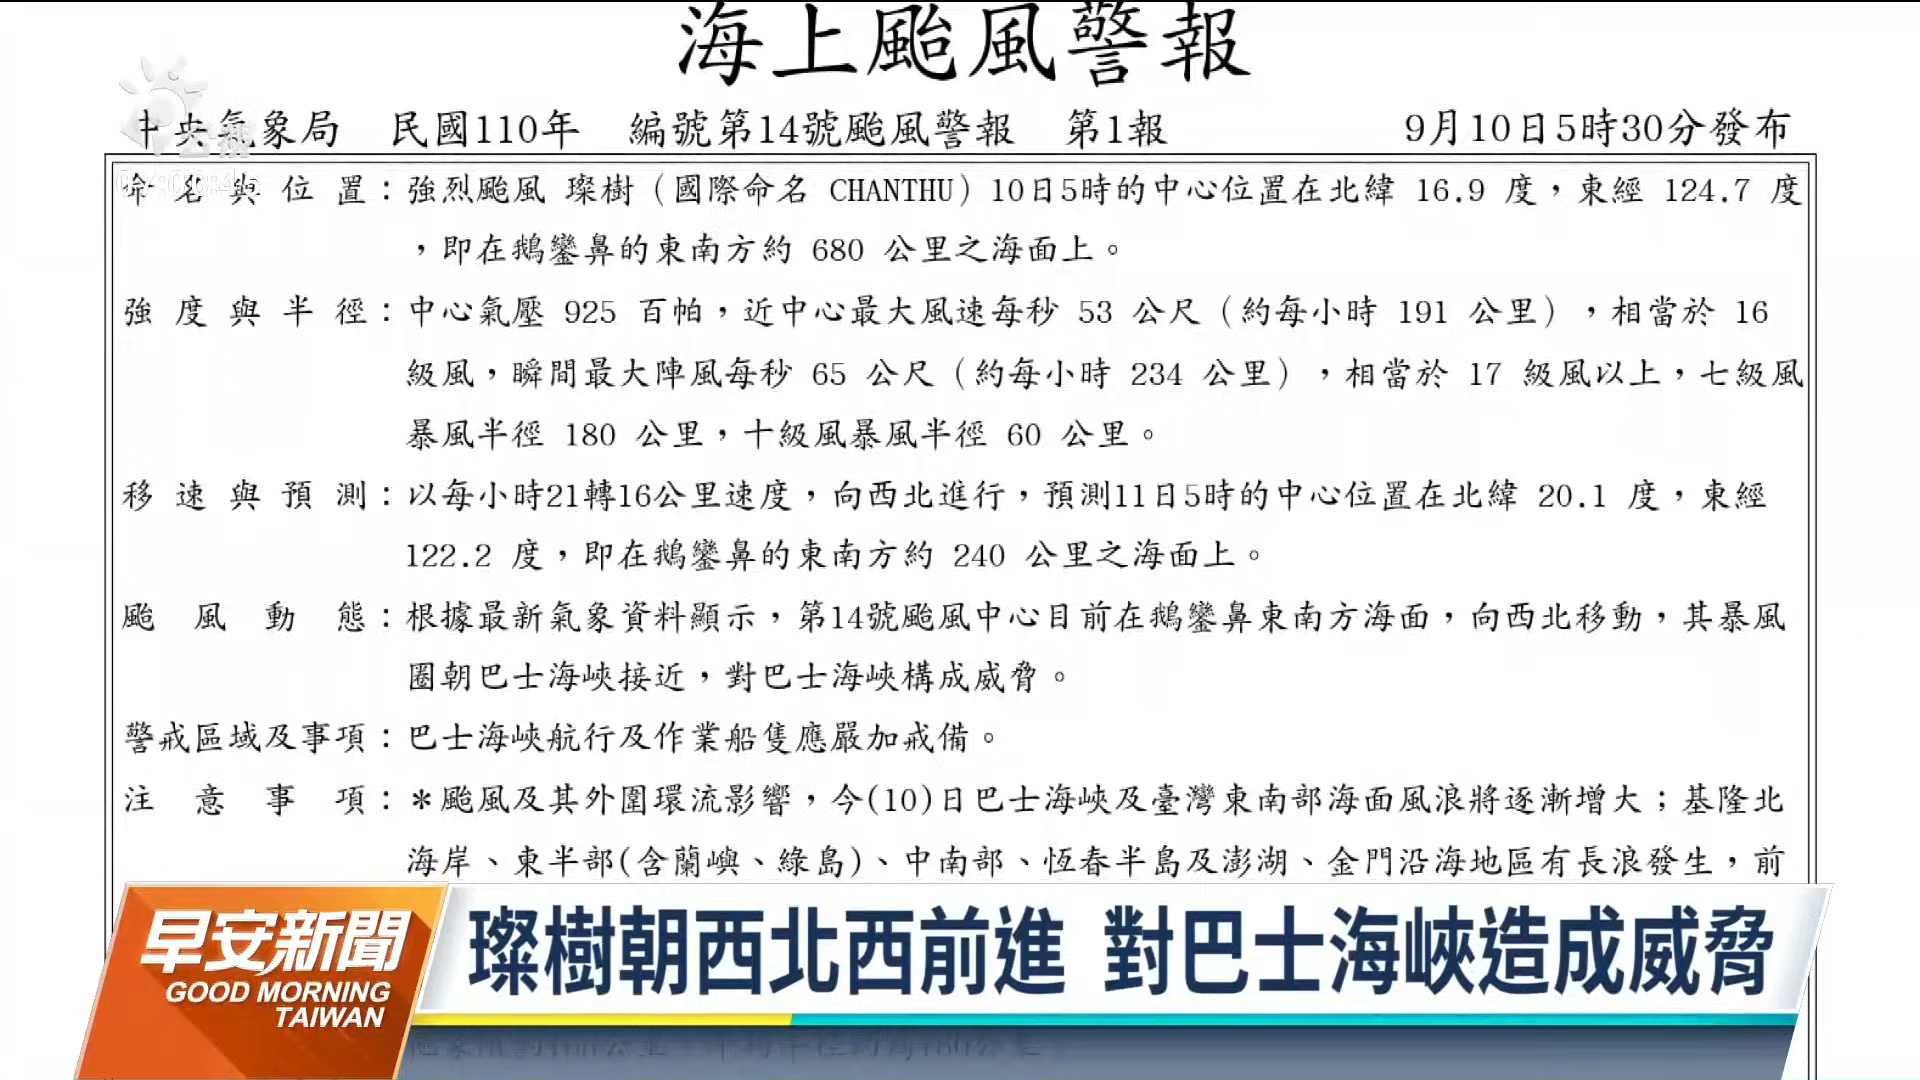 海上颱風警報
中央氣象局 民國110年 編號第14號颱風警報 第1報 9月10日5時30分發布
命名與位置：強烈颱風 璨樹（國際命名 CHANTHU）10日5時的中心位置在北緯 16.9 度，東經 124.7 度
，即在鵝鑾鼻的東南方約 680 公里之海面上。
強度與半徑：中心氣壓 925 百帕，近中心最大風速每秒 53 公尺（約每小時 191 公里），相當於 16
級風，瞬間最大陣風每秒 65 公尺（約每小時 234 公里），相當於 17 級風以上，七級風
暴風半徑 180 公里，十級風暴風半徑 60 公里。
移速與預測：以每小時21轉16公里速度，向西北進行，預測11日5時的中心位置在北緯 20.1 度，東經
122.2 度，即在鵝鑾鼻的東南方約 240 公里之海面上。
颱風動態：根據最新氣象資料顯示，第14號颱風中心目前在鵝鑾鼻東南方海面，向西北移動，其暴風
圈朝巴士海峽接近，對巴士海峽構成威脅。
警戒區域及事項：巴士海峽航行及作業船隻應嚴加戒備。
注意事項：＊颱風及其外圍環流影響，今(10)日巴士海峽及臺灣東南部海面風浪將逐漸增大；基隆北
海岸、東半部(含蘭嶼、綠島)、中南部、恆春半島及澎湖、金門沿海地區有長浪發生，前
早安新聞
GOOD MORNING
TAIWAN
璨樹朝西北西前進 對巴士海峽造成威脅